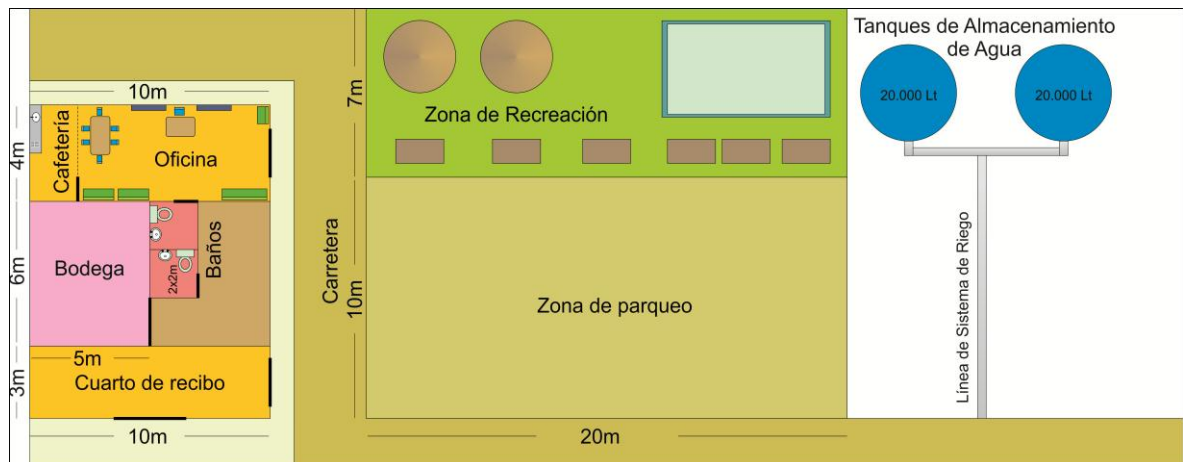 10m
4m
Cafetería
Oficina
6m
Bodega
Baños
2x2m
5m
3m
Cuarto de recibo
10m
Carretera
7m
Zona de Recreación
10m
Zona de parqueo
20m
Tanques de Almacenamiento
de Agua
20.000 Lt
20.000 Lt
Línea de Sistema de Riego